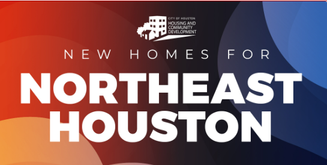 CITY OF HOUSTON
HOUSING AND
COMMUNITY
DEVELOPMENT
NEW HOMES FOR
NORTHEAST
HOUSTON